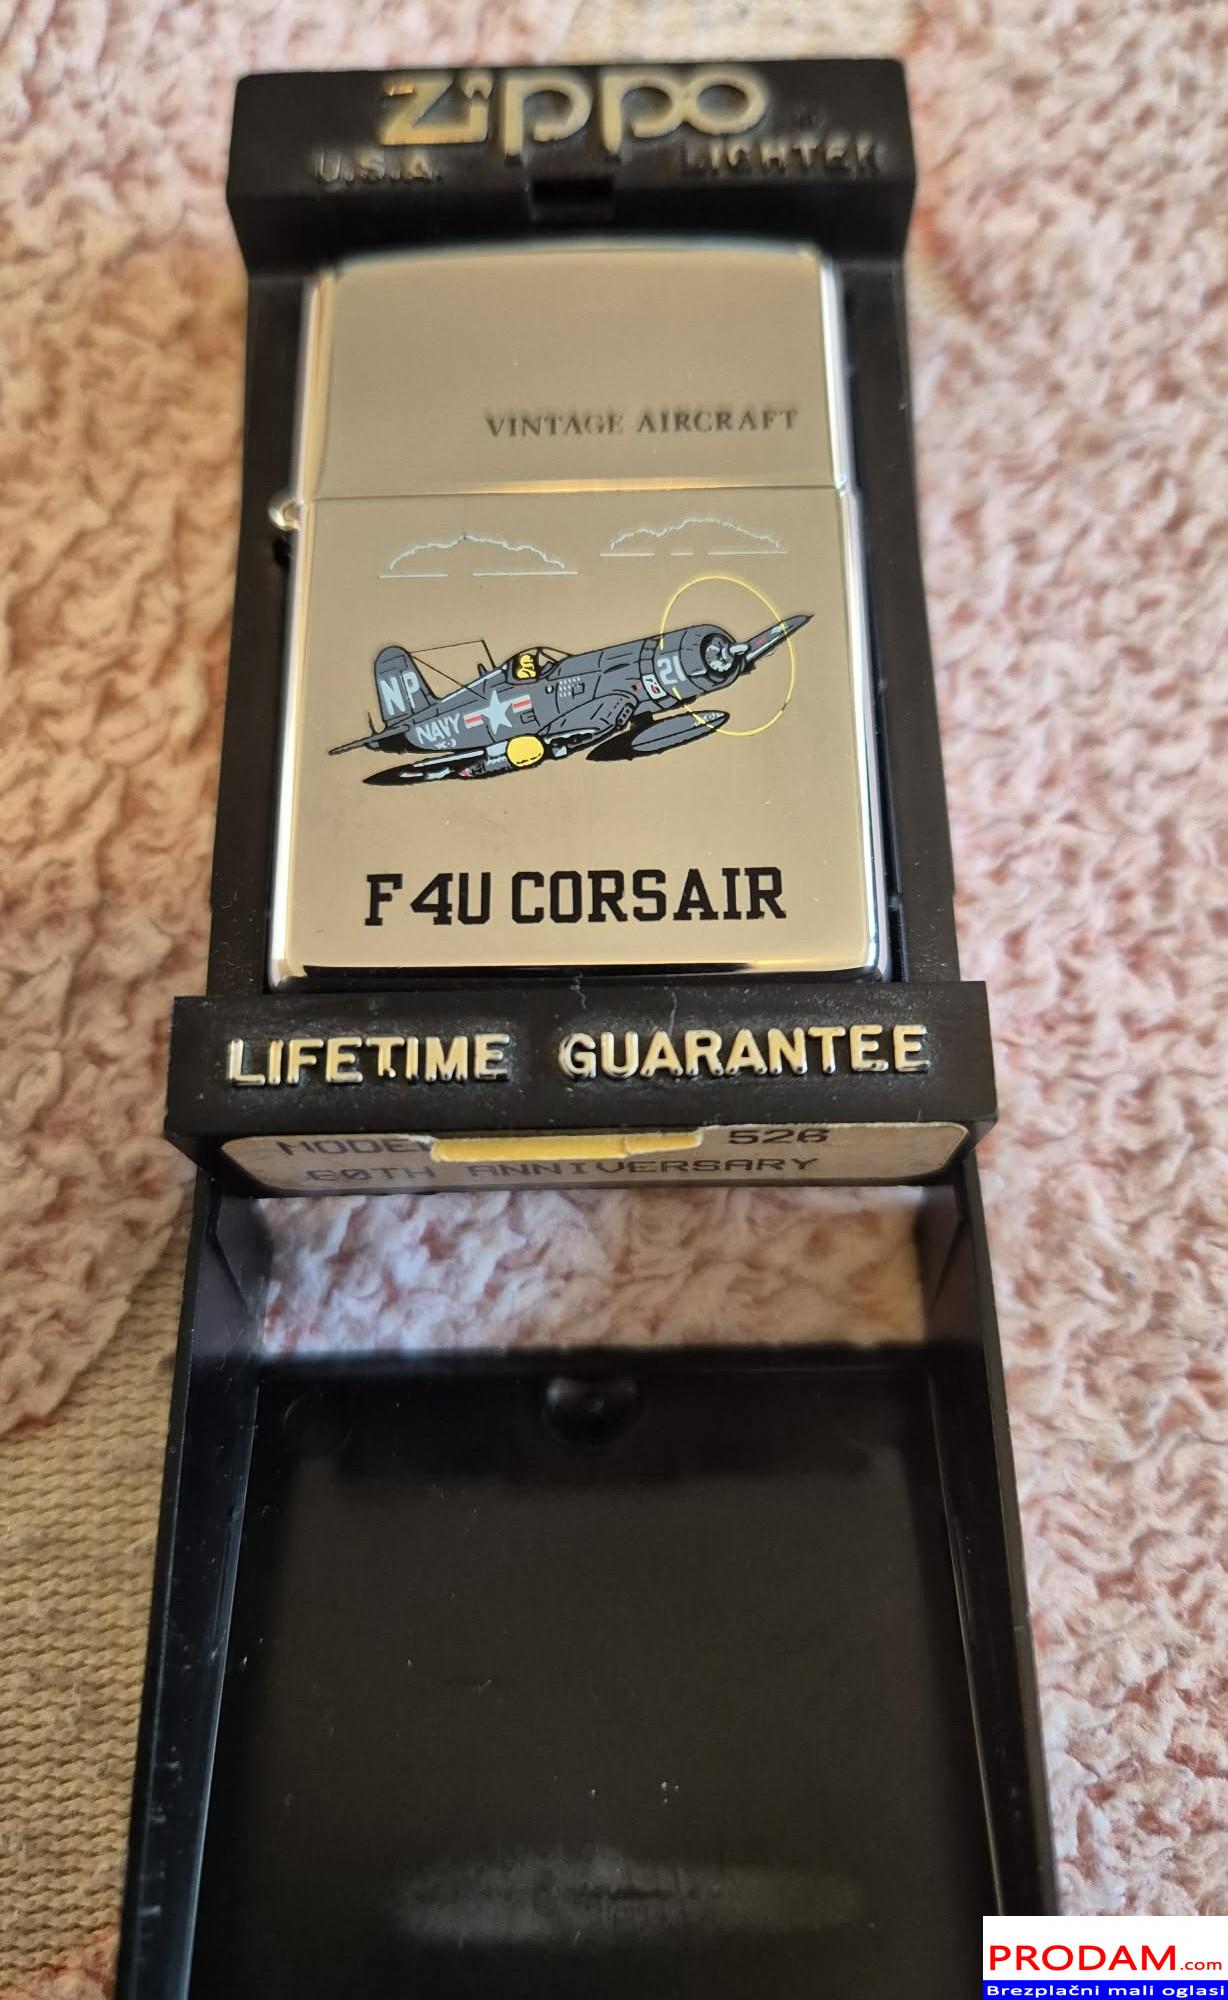 Zippo
U.S.A. LIGHTER
VINTAGE AIRCRAFT
NP
NAVY
21
F4U CORSAIR
LIFETIME GUARANTEE
526
60TH ANNIVERSARY
PRODAM.com
Brezplačni mali oglasi